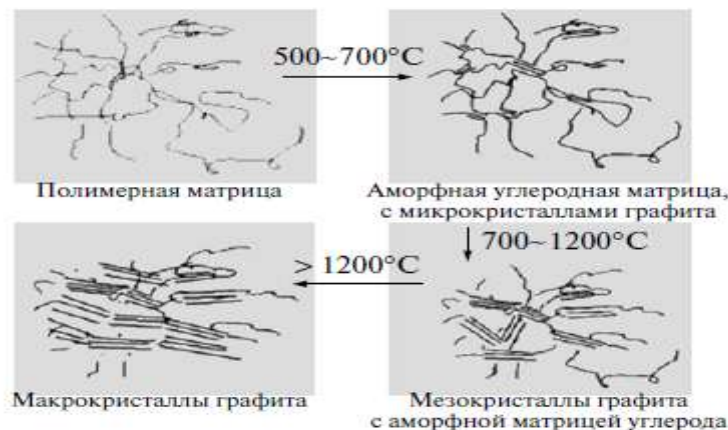 500~700°C
Полимерная матрица
Аморфная углеродная матрица,
с микрокристаллами графита
700~1200°C
> 1200°C
Макрокристаллы графита
Мезокристаллы графита
с аморфной матрицей углерода